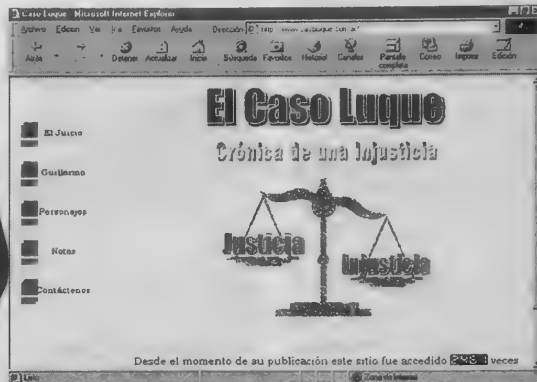 Caso Luque - Microsoft Internet Explorer
Archivo Edicion Ver Ir a Favoritos Ayuda Dirección
Atrás Detener Actualizar Inicio Búsqueda Favoritos Historial Canales Pantalla completa Correo Imprimir Edición
El Caso Luque
Crónica de una Injusticia
El Juicio
Guillermo
Personajes
Notas
Contáctenos
Justicia
Injusticia
Desde el momento de su publicación este sitio fue accedido veces
Listo Zona de Internet